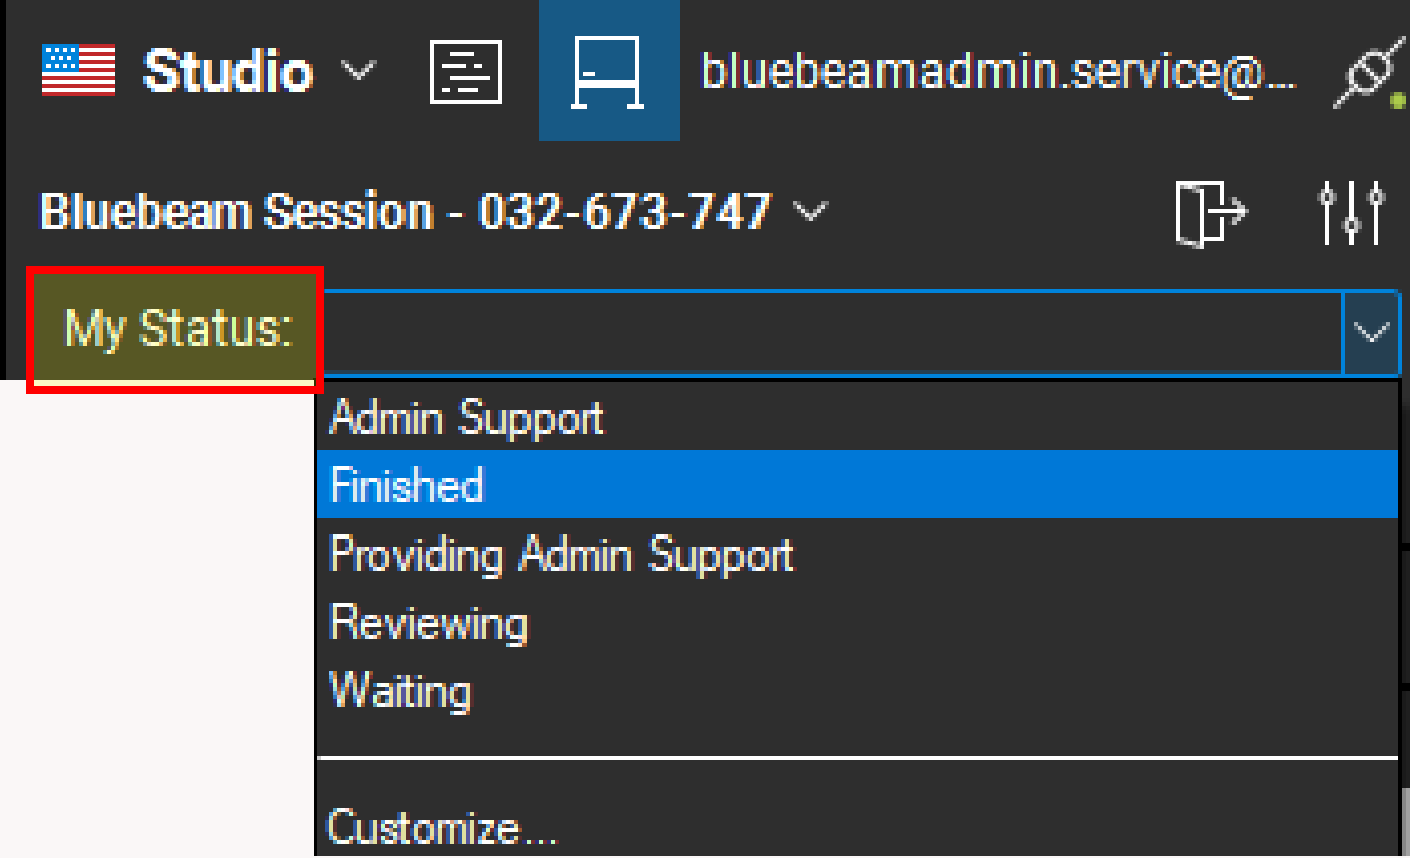 Studio bluebeamadmin.service@...
Bluebeam Session - 032-673-747
My Status:
Admin Support
Finished
Providing Admin Support
Reviewing
Waiting
Customize...